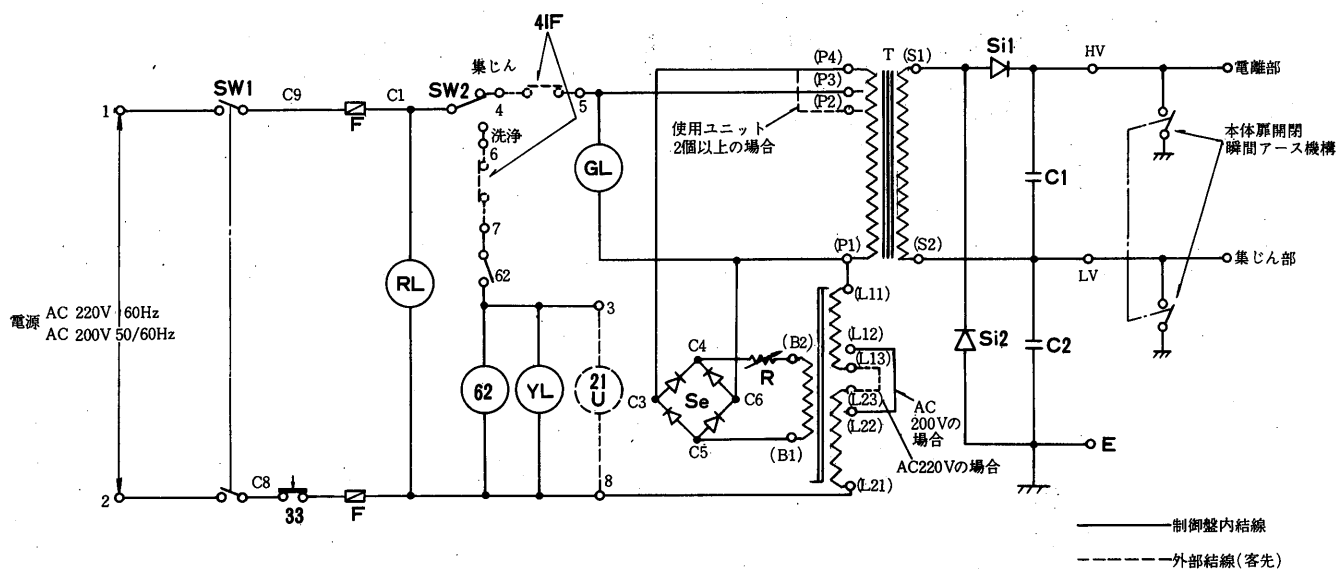 41F
集じん
(P4)
T
(S1)
Si1
HV
(P3)
電離部
SW1
C9
C1
SW2
4
5
(P2)
1
F
洗浄
6
使用ユニット
2個以上の場合
本体扉開閉
瞬間アース機構
GL
C1
7
(P1)
(S2)
62
LV
集じん部
RL
(L11)
電源
AC 220V 60Hz
AC 200V 50/60Hz
3
(L12)
C4
(B2)
(L13)
Si2
C2
R
62
YL
21
U
C3
Se
C6
(L23)
AC
200Vの
場合
(L22)
C5
(B1)
AC220Vの場合
E
C8
8
(L21)
2
33
F
制御盤内結線
外部結線(客先)